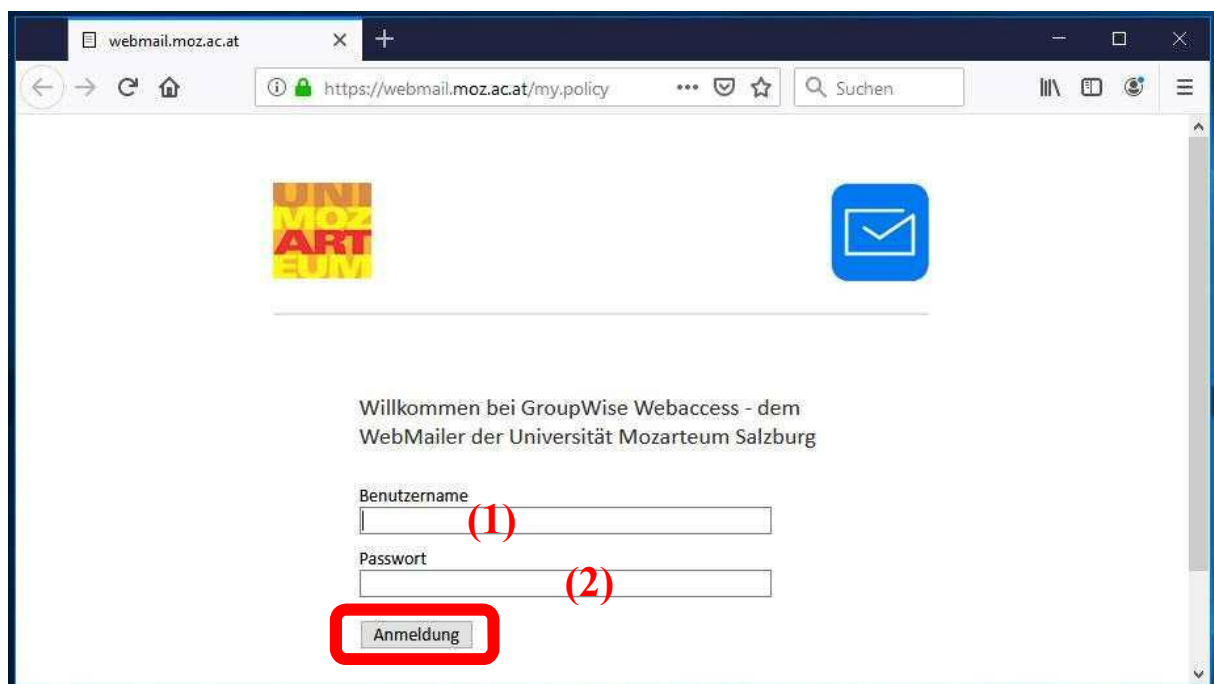 webmail.moz.ac.at
https://webmail.moz.ac.at/my.policy
Suchen
UNI
MOZ
ART
EUM
Willkommen bei GroupWise Webaccess - dem
WebMailer der Universität Mozarteum Salzburg
Benutzername
(1)
Passwort
(2)
Anmeldung